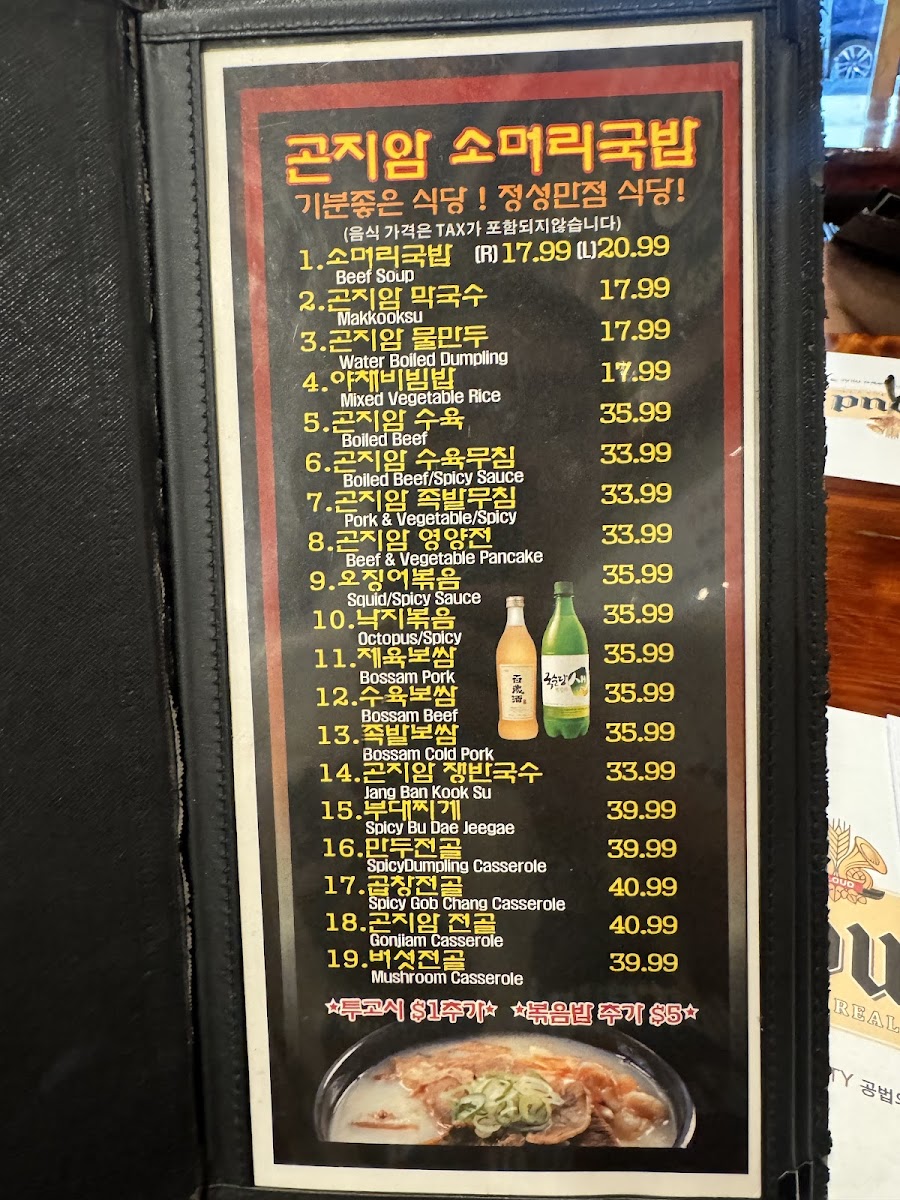 곤지암 소머리국밥
기분좋은 식당 ! 정성만점 식당!
(음식 가격은 TAX가 포함되지않습니다)
1.소머리국밥 (R)17.99 (L)20.99
Beef Soup
2.곤지암 막국수 17.99
Makkooksu
3.곤지암 물만두 17.99
Water Boiled Dumpling
4.야채비빔밥 17.99
Mixed Vegetable Rice
5.곤지암 수육 35.99
Boiled Beef
6.곤지암 수육무침 33.99
Boiled Beef/Spicy Sauce
7.곤지암 족발무침 33.99
Pork & Vegetable/Spicy
8.곤지암 영양전 33.99
Beef & Vegetable Pancake
9.오징어볶음 35.99
Squid/Spicy Sauce
10.낙지볶음 35.99
Octopus/Spicy
11.제육보쌈 35.99
Bossam Pork
12.수육보쌈 35.99
Bossam Beef
13.족발보쌈 35.99
Bossam Cold Pork
14.곤지암 쟁반국수 33.99
Jang Ban Kook Su
15.부대찌게 39.99
Spicy Bu Dae Jeegae
16.만두전골 39.99
SpicyDumpling Casserole
17.곱창전골 40.99
Spicy Gob Chang Casserole
18.곤지암 전골 40.99
Gonjiam Casserole
19.버섯전골 39.99
Mushroom Casserole
★투고시 $1추가★ ★볶음밥 추가 $5★
百歲酒
국순당
OUD
REAL
TY 공법의